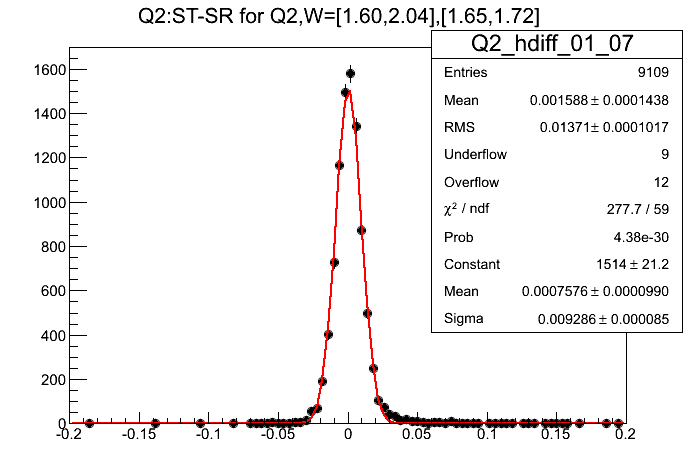 Q2:ST-SR for Q2,W=[1.60,2.04],[1.65,1.72]
Q2_hdiff_01_07
Entries 9109
Mean 0.001588 ± 0.0001438
RMS 0.01371 ± 0.0001017
Underflow 9
Overflow 12
χ² / ndf 277.7 / 59
Prob 4.38e-30
Constant 1514 ± 21.2
Mean 0.0007576 ± 0.0000990
Sigma 0.009286 ± 0.000085
1600
1400
1200
1000
800
600
400
200
0
-0.2 -0.15 -0.1 -0.05 0 0.05 0.1 0.15 0.2